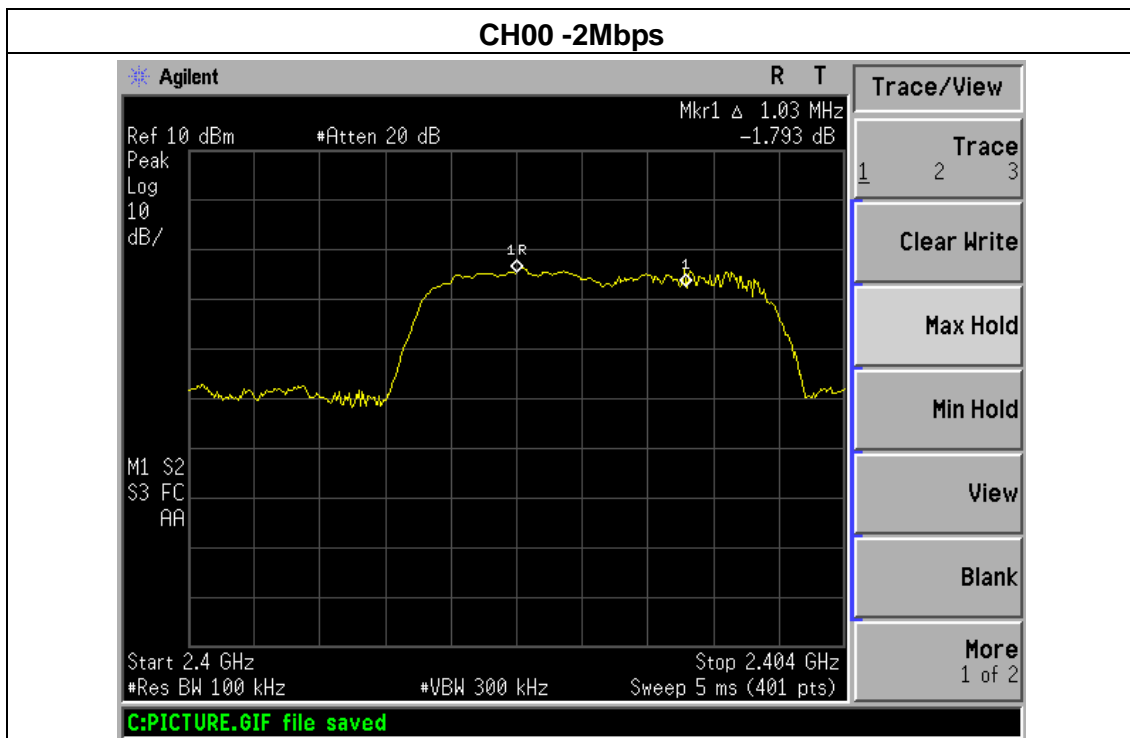 CH00 -2Mbps
Agilent R T
Mkr1 Δ 1.03 MHz
Ref 10 dBm #Atten 20 dB -1.793 dB
Peak
Log
10
dB/
1R
1
M1 S2
S3 FC
AA
Start 2.4 GHz Stop 2.404 GHz
#Res BW 100 kHz #VBW 300 kHz Sweep 5 ms (401 pts)
C:PICTURE.GIF file saved
Trace/View
Trace
1 2 3
Clear Write
Max Hold
Min Hold
View
Blank
More
1 of 2